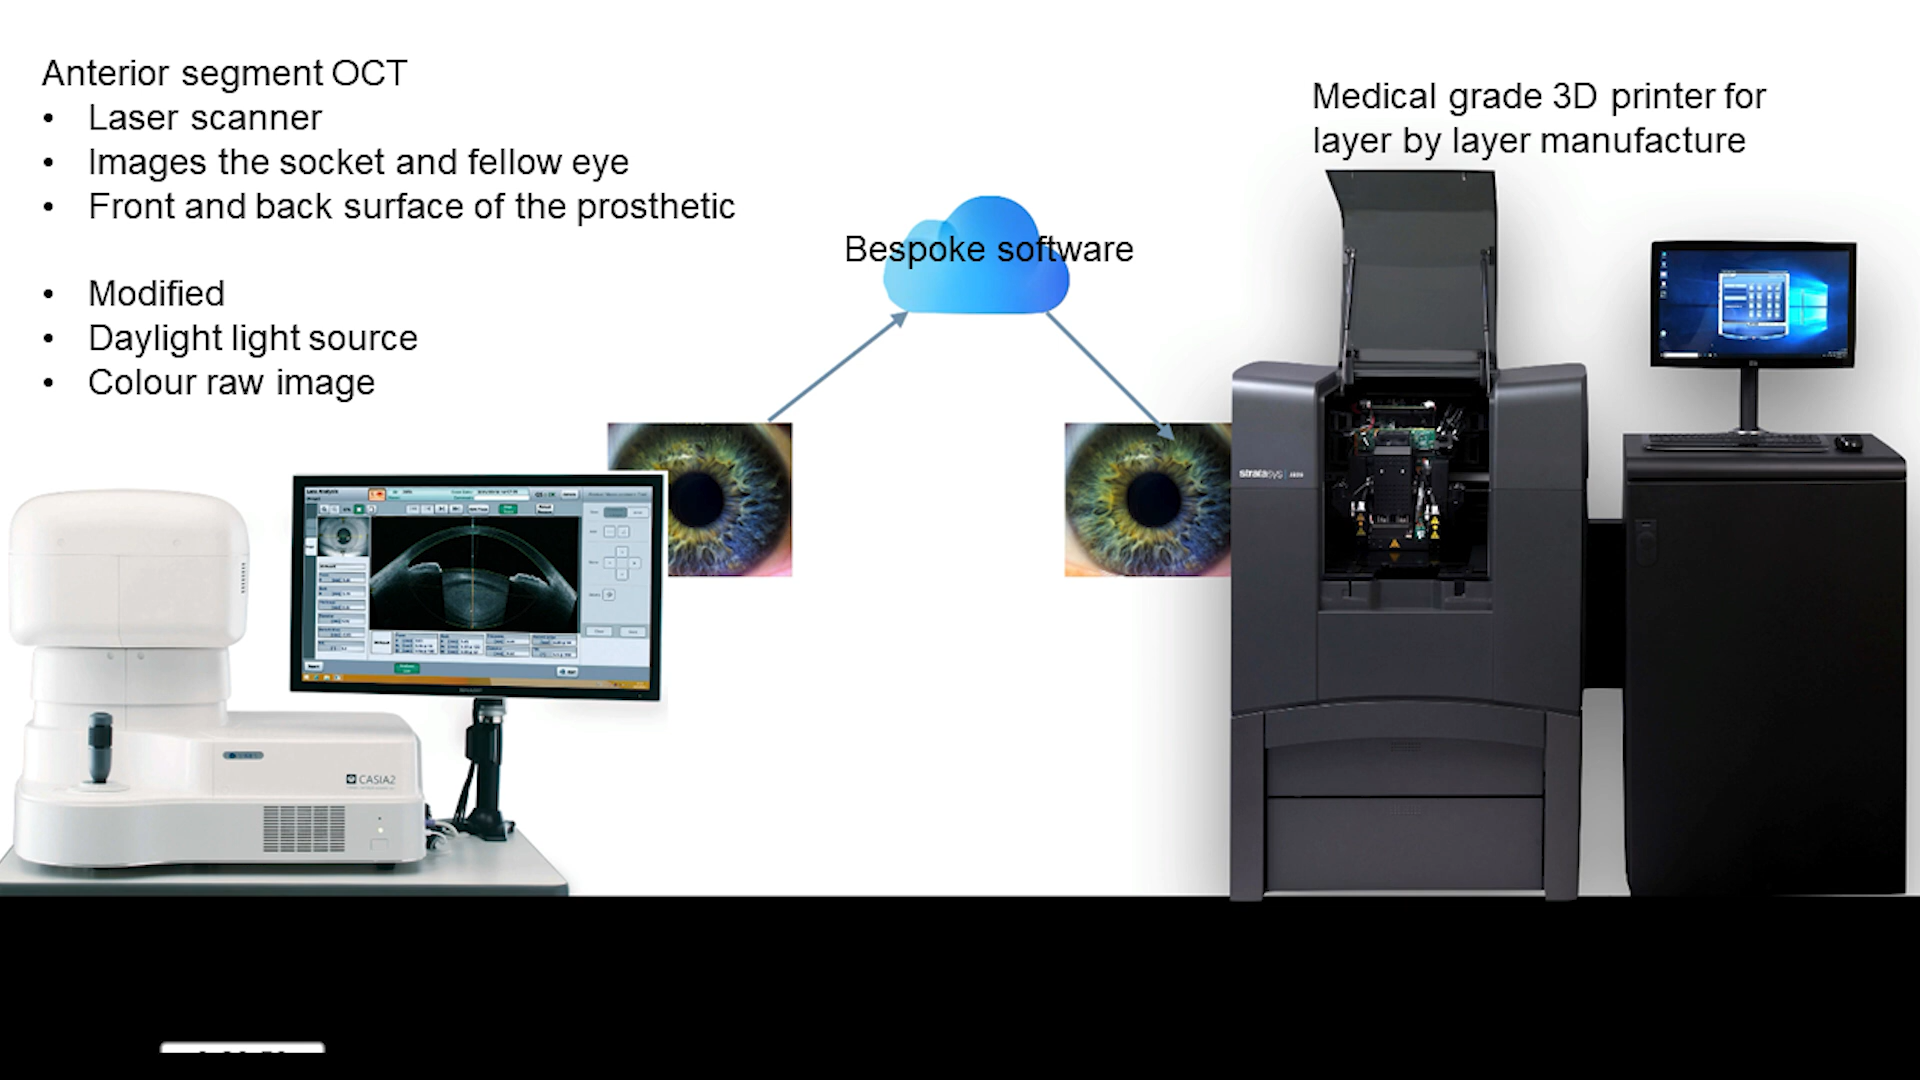 Anterior segment OCT
• Laser scanner
• Images the socket and fellow eye
• Front and back surface of the prosthetic
• Modified
• Daylight light source
• Colour raw image
Bespoke software
Medical grade 3D printer for
layer by layer manufacture
stratasys
CASIA2